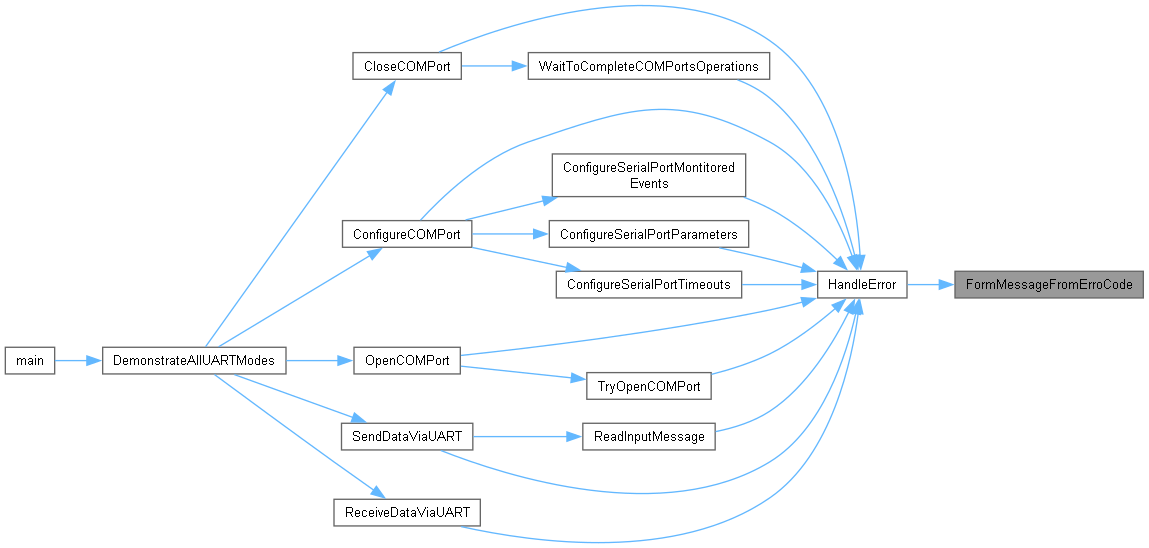 CloseCOMPort
WaitToCompleteCOMPortsOperations
ConfigureSerialPortMontitored
Events
ConfigureCOMPort
ConfigureSerialPortParameters
ConfigureSerialPortTimeouts
HandleError
FormMessageFromErroCode
main
DemonstrateAllUARTModes
OpenCOMPort
TryOpenCOMPort
SendDataViaUART
ReadInputMessage
ReceiveDataViaUART